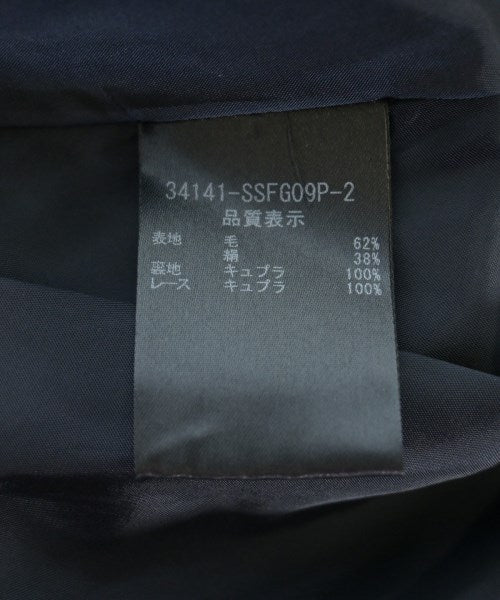 34141-SSFG09P-2
品質表示
表地 毛 62%
絹 38%
裏地 キュプラ 100%
レース キュプラ 100%